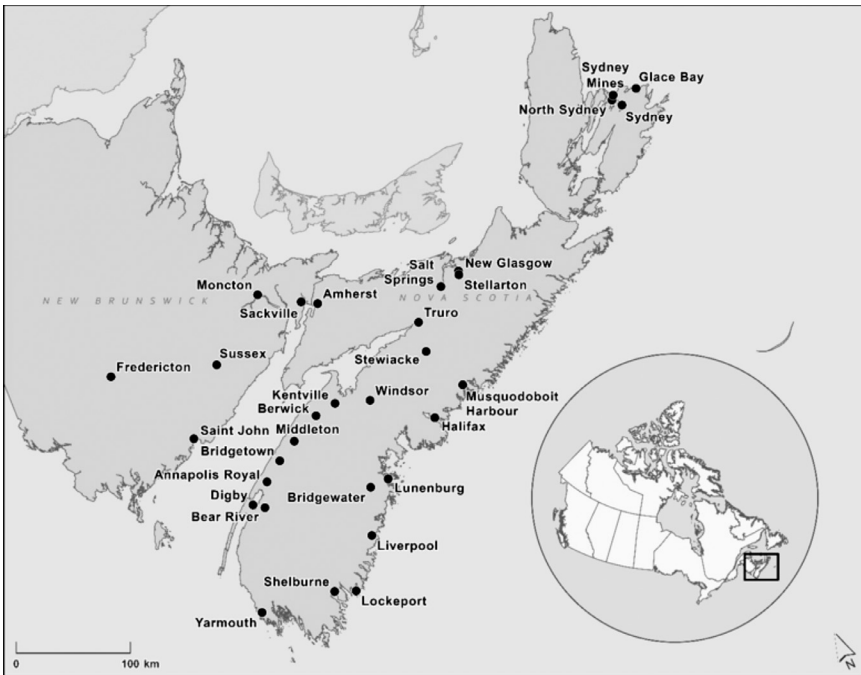 Sydney
Mines
Glace Bay
North Sydney
Sydney
Salt
Springs
New Glasgow
Stellarton
Moncton
Amherst
Sackville
NEW BRUNSWICK
NOVA SCOTIA
Truro
Stewiacke
Sussex
Fredericton
Kentville
Berwick
Windsor
Musquodoboit
Harbour
Halifax
Saint John
Middleton
Bridgetown
Annapolis Royal
Digby
Bear River
Bridgewater
Lunenburg
Liverpool
Shelburne
Lockeport
Yarmouth
0 100 km
N